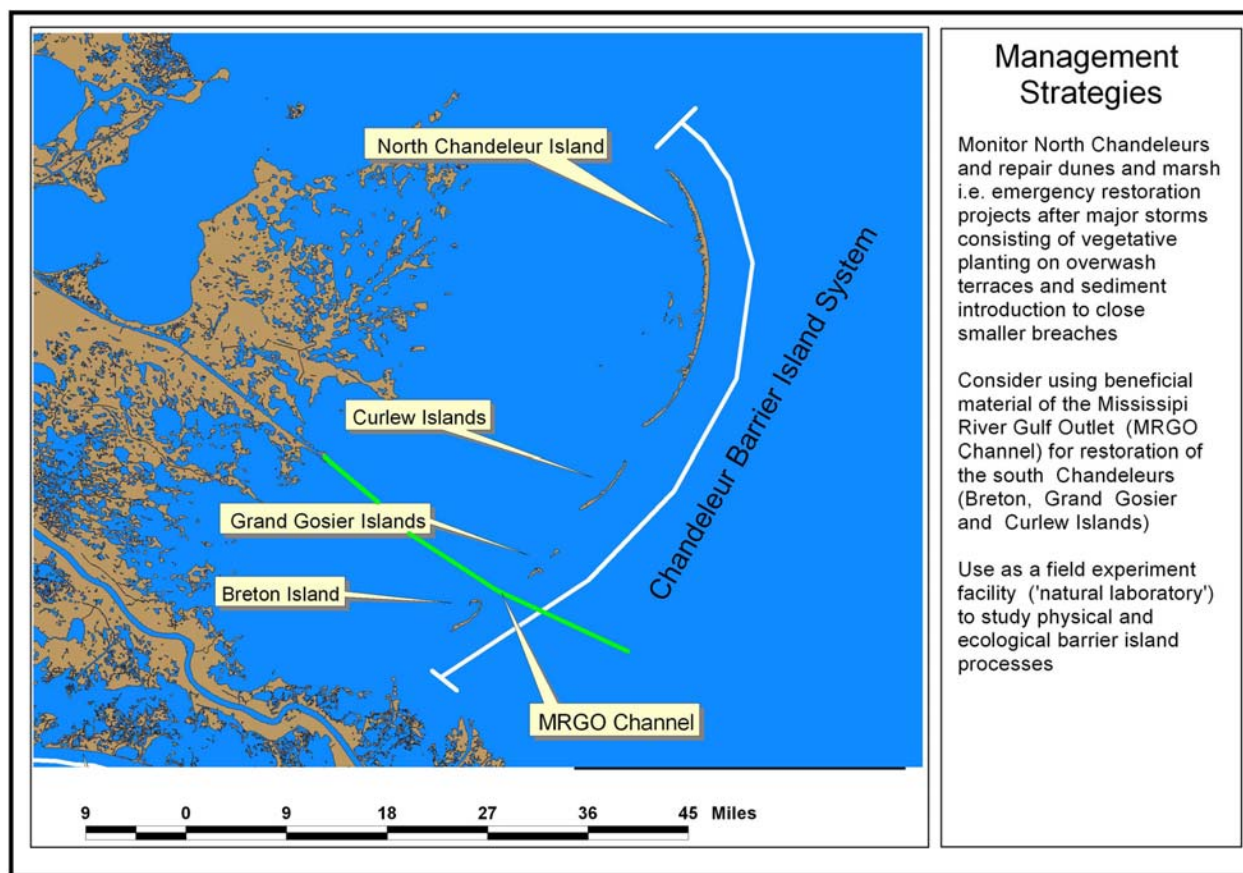 North Chandeleur Island
Chandeleur Barrier Island System
Curlew Islands
Grand Gosier Islands
Breton Island
MRGO Channel
9 0 9 18 27 36 45 Miles
Management
Strategies
Monitor North Chandeleurs
and repair dunes and marsh
i.e. emergency restoration
projects after major storms
consisting of vegetative
planting on overwash
terraces and sediment
introduction to close
smaller breaches
Consider using beneficial
material of the Mississipi
River Gulf Outlet (MRGO
Channel) for restoration of
the south Chandeleurs
(Breton, Grand Gosier
and Curlew Islands)
Use as a field experiment
facility ('natural laboratory')
to study physical and
ecological barrier island
processes